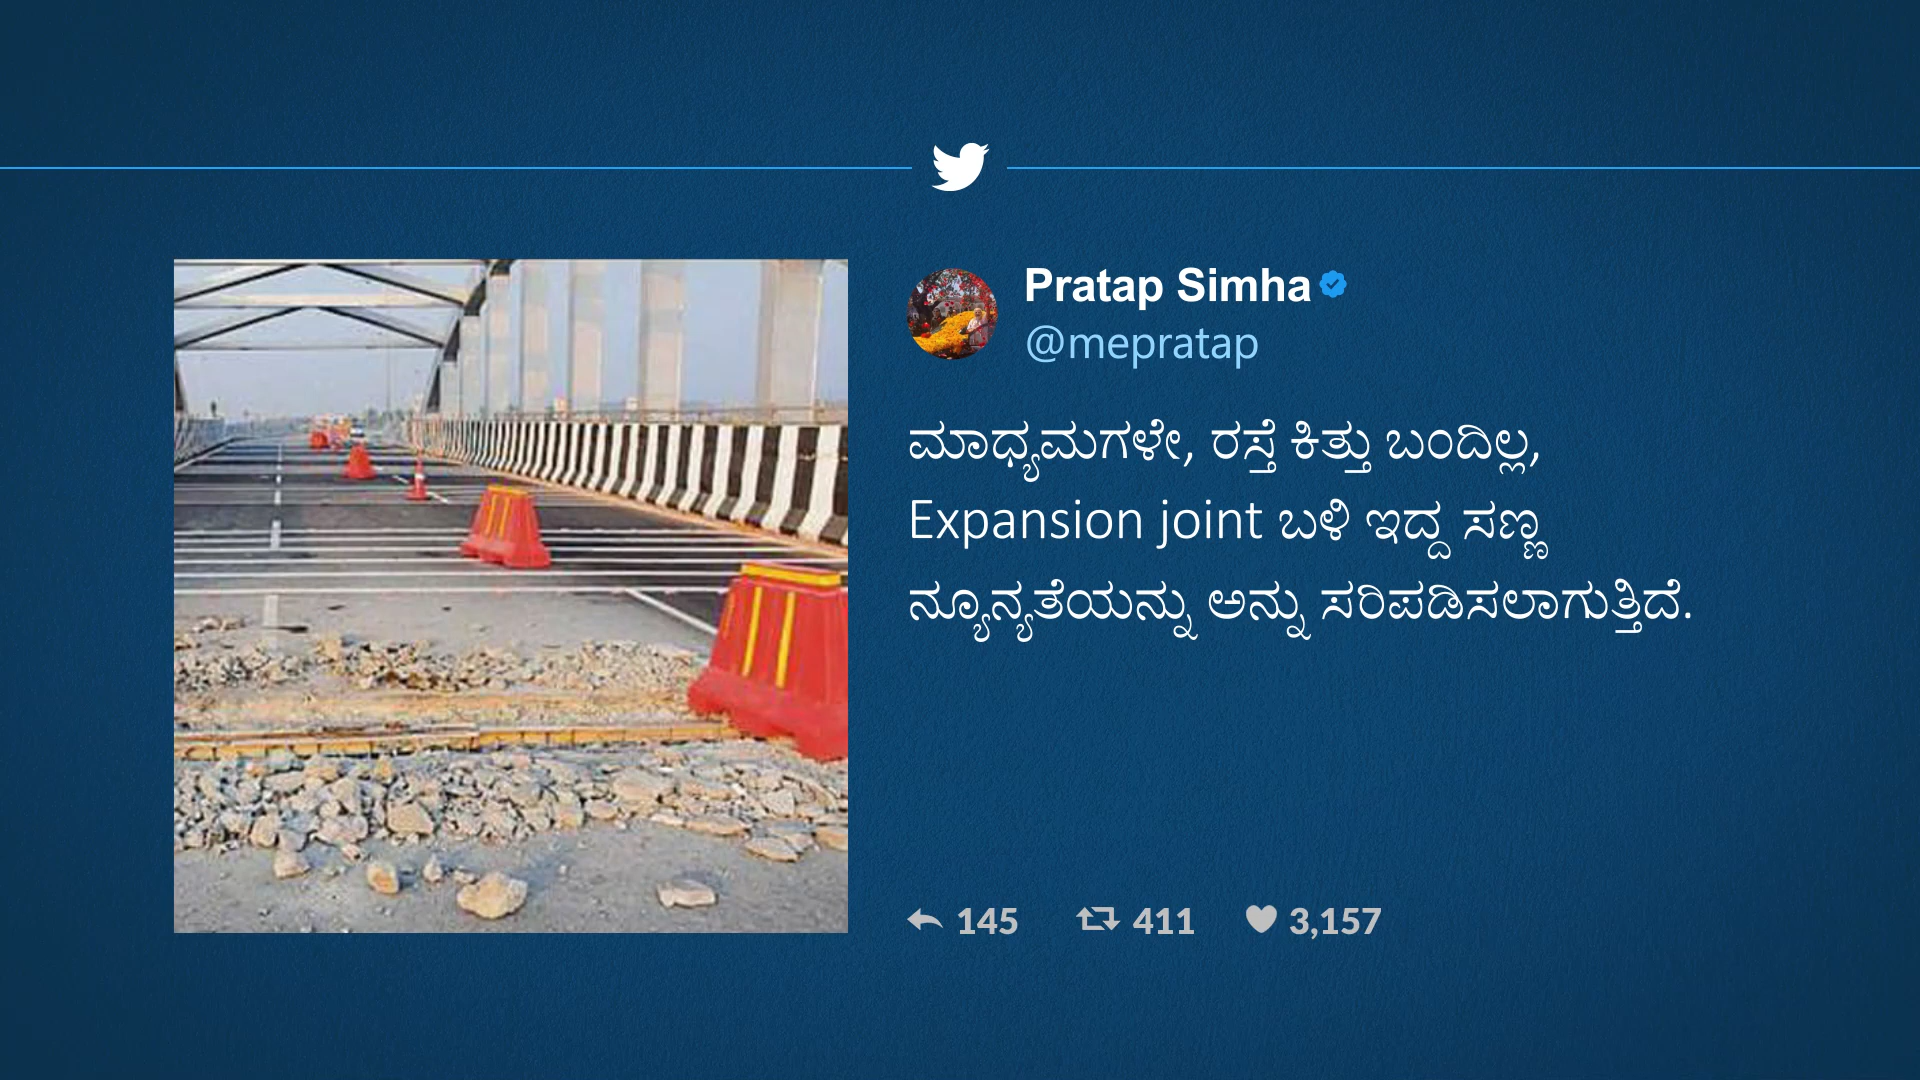 Pratap Simha
@mepratap
ಮಾಧ್ಯಮಗಳೇ, ರಸ್ತೆ ಕಿತ್ತು ಬಂದಿಲ್ಲ,
Expansion joint ಬಳಿ ಇದ್ದ ಸಣ್ಣ
ನ್ಯೂನ್ಯತೆಯನ್ನು ಅನ್ನು ಸರಿಪಡಿಸಲಾಗುತ್ತಿದೆ.
145 411 3,157